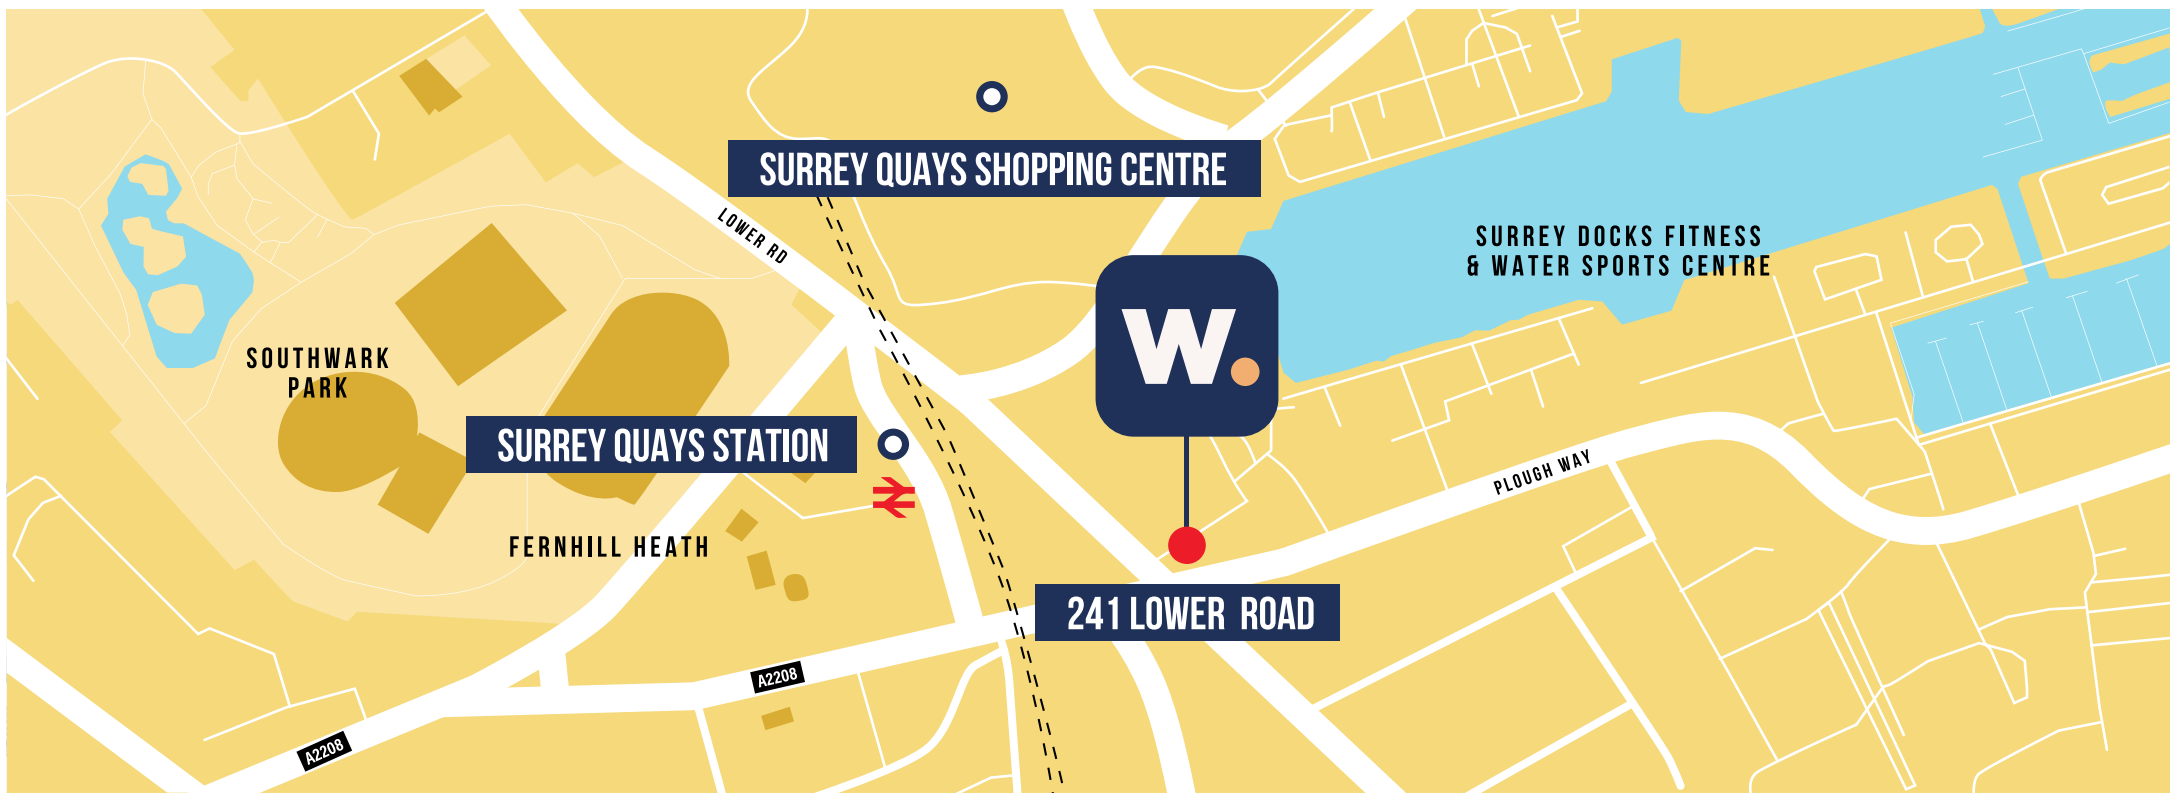 SURREY QUAYS SHOPPING CENTRE
LOWER RD
SURREY DOCKS FITNESS
& WATER SPORTS CENTRE
W.
SOUTHWARK
PARK
SURREY QUAYS STATION
PLOUGH WAY
FERNHILL HEATH
241 LOWER ROAD
A2208
A2208